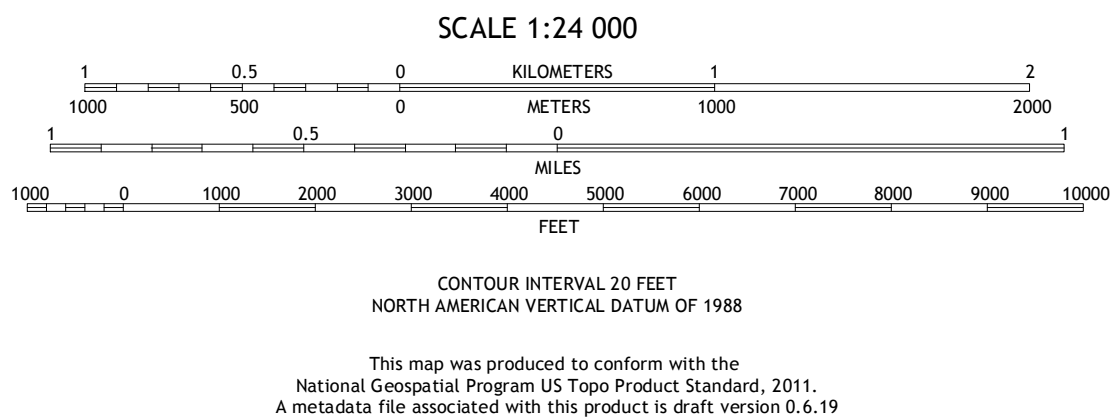 SCALE 1:24 000
1 0.5 0 KILOMETERS 1 2
1000 500 0 METERS 1000 2000
1 0.5 0 1
MILES
1000 0 1000 2000 3000 4000 5000 6000 7000 8000 9000 10000
FEET
CONTOUR INTERVAL 20 FEET
NORTH AMERICAN VERTICAL DATUM OF 1988
This map was produced to conform with the
National Geospatial Program US Topo Product Standard, 2011.
A metadata file associated with this product is draft version 0.6.19